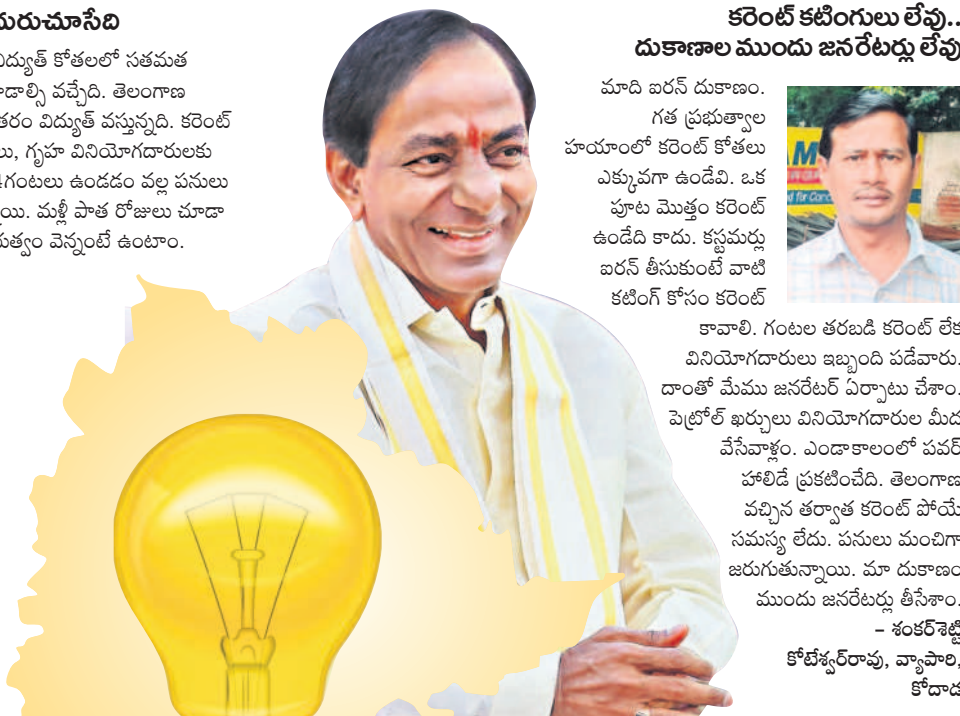 విద్యుత్ కోతలలో సతమత
వచ్చేది. తెలంగాణ
విద్యుత్ వస్తున్నది. కరెంట్
గృహ వినియోగదారులకు
ఉండడం వల్ల పనులు
మళ్లీ పాత రోజులు చూడా
వెన్నంటే ఉంటాం.
కరెంట్ కటింగులు లేవు..
దుకాణాల ముందు జనరేటర్లు లేవు
మాది ఐరన్ దుకాణం.
గత ప్రభుత్వాల
హయాంలో కరెంట్ కోతలు
ఎక్కువగా ఉండేవి. ఒక
పూట మొత్తం కరెంట్
ఉండేది కాదు. కస్టమర్లు
ఐరన్ తీసుకుంటే వాటి
కటింగ్ కోసం కరెంట్
కావాలి. గంటల తరబడి కరెంట్ లేక
వినియోగదారులు ఇబ్బంది పడేవారు.
దాంతో మేము జనరేటర్ ఏర్పాటు చేశాం.
పెట్రోల్ ఖర్చులు వినియోగదారుల మీద
వేసేవాళ్లం. ఎండాకాలంలో పవర్
హాలిడే ప్రకటించేది. తెలంగాణ
వచ్చిన తర్వాత కరెంట్ పోయే
సమస్య లేదు. పనులు మంచిగా
జరుగుతున్నాయి. మా దుకాణం
ముందు జనరేటర్లు తీసేశాం.
– శంకర్‌శెట్టి
కోటేశ్వర్‌రావు, వ్యాపారి,
కోదాడ